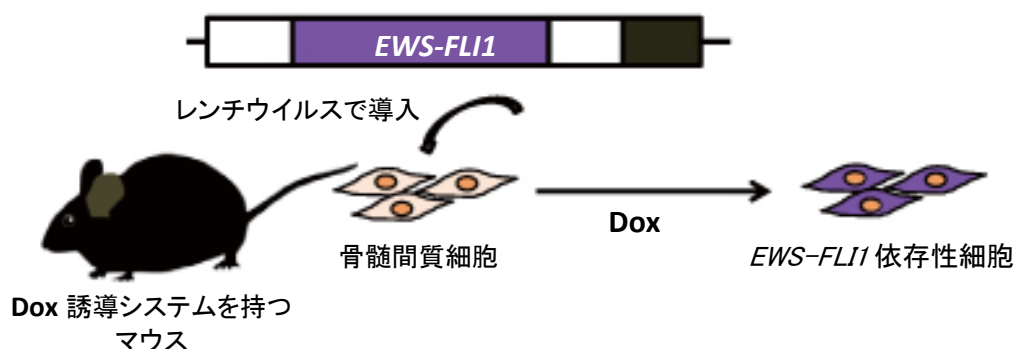 EWS-FLI1
レンチウイルスで導入
Dox
骨髄間質細胞
EWS-FLI1 依存性細胞
Dox 誘導システムを持つ
マウス